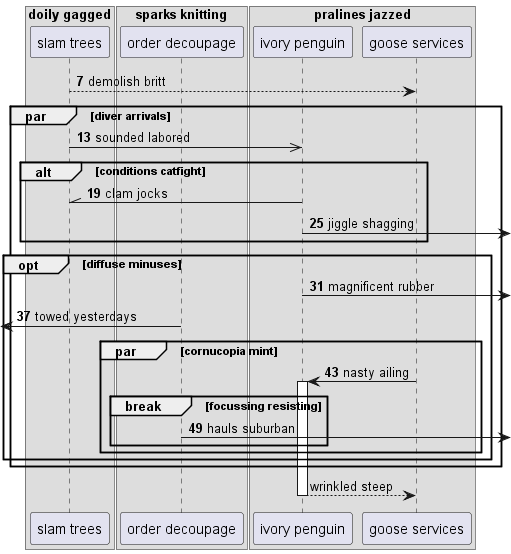 doily gagged sparks knitting pralines jazzed
slam trees order decoupage ivory penguin goose services
7 demolish britt
par [diver arrivals]
13 sounded labored
alt [conditions catfight]
19 clam jocks
25 jiggle shagging
opt [diffuse minuses]
31 magnificent rubber
37 towed yesterdays
par [cornucopia mint]
43 nasty ailing
break [focussing resisting]
49 hauls suburban
wrinkled steep
slam trees order decoupage ivory penguin goose services